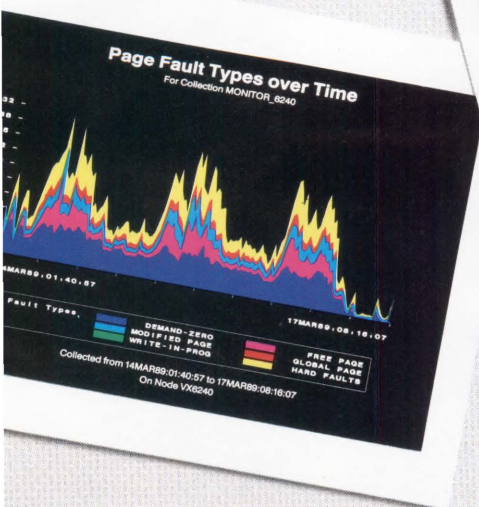 Page Fault Types over Time
For Collection MONITOR_6240
32
4MAR89:01:40:57
17MAR89:08:16:07
Fault Types.
DEMAND-ZERO
MODIFIED PAGE
WRITE-IN-PROG
FREE PAGE
GLOBAL PAGE
HARD FAULTS
Collected from 14MAR89:01:40:57 to 17MAR89:08:16:07
On Node VX6240